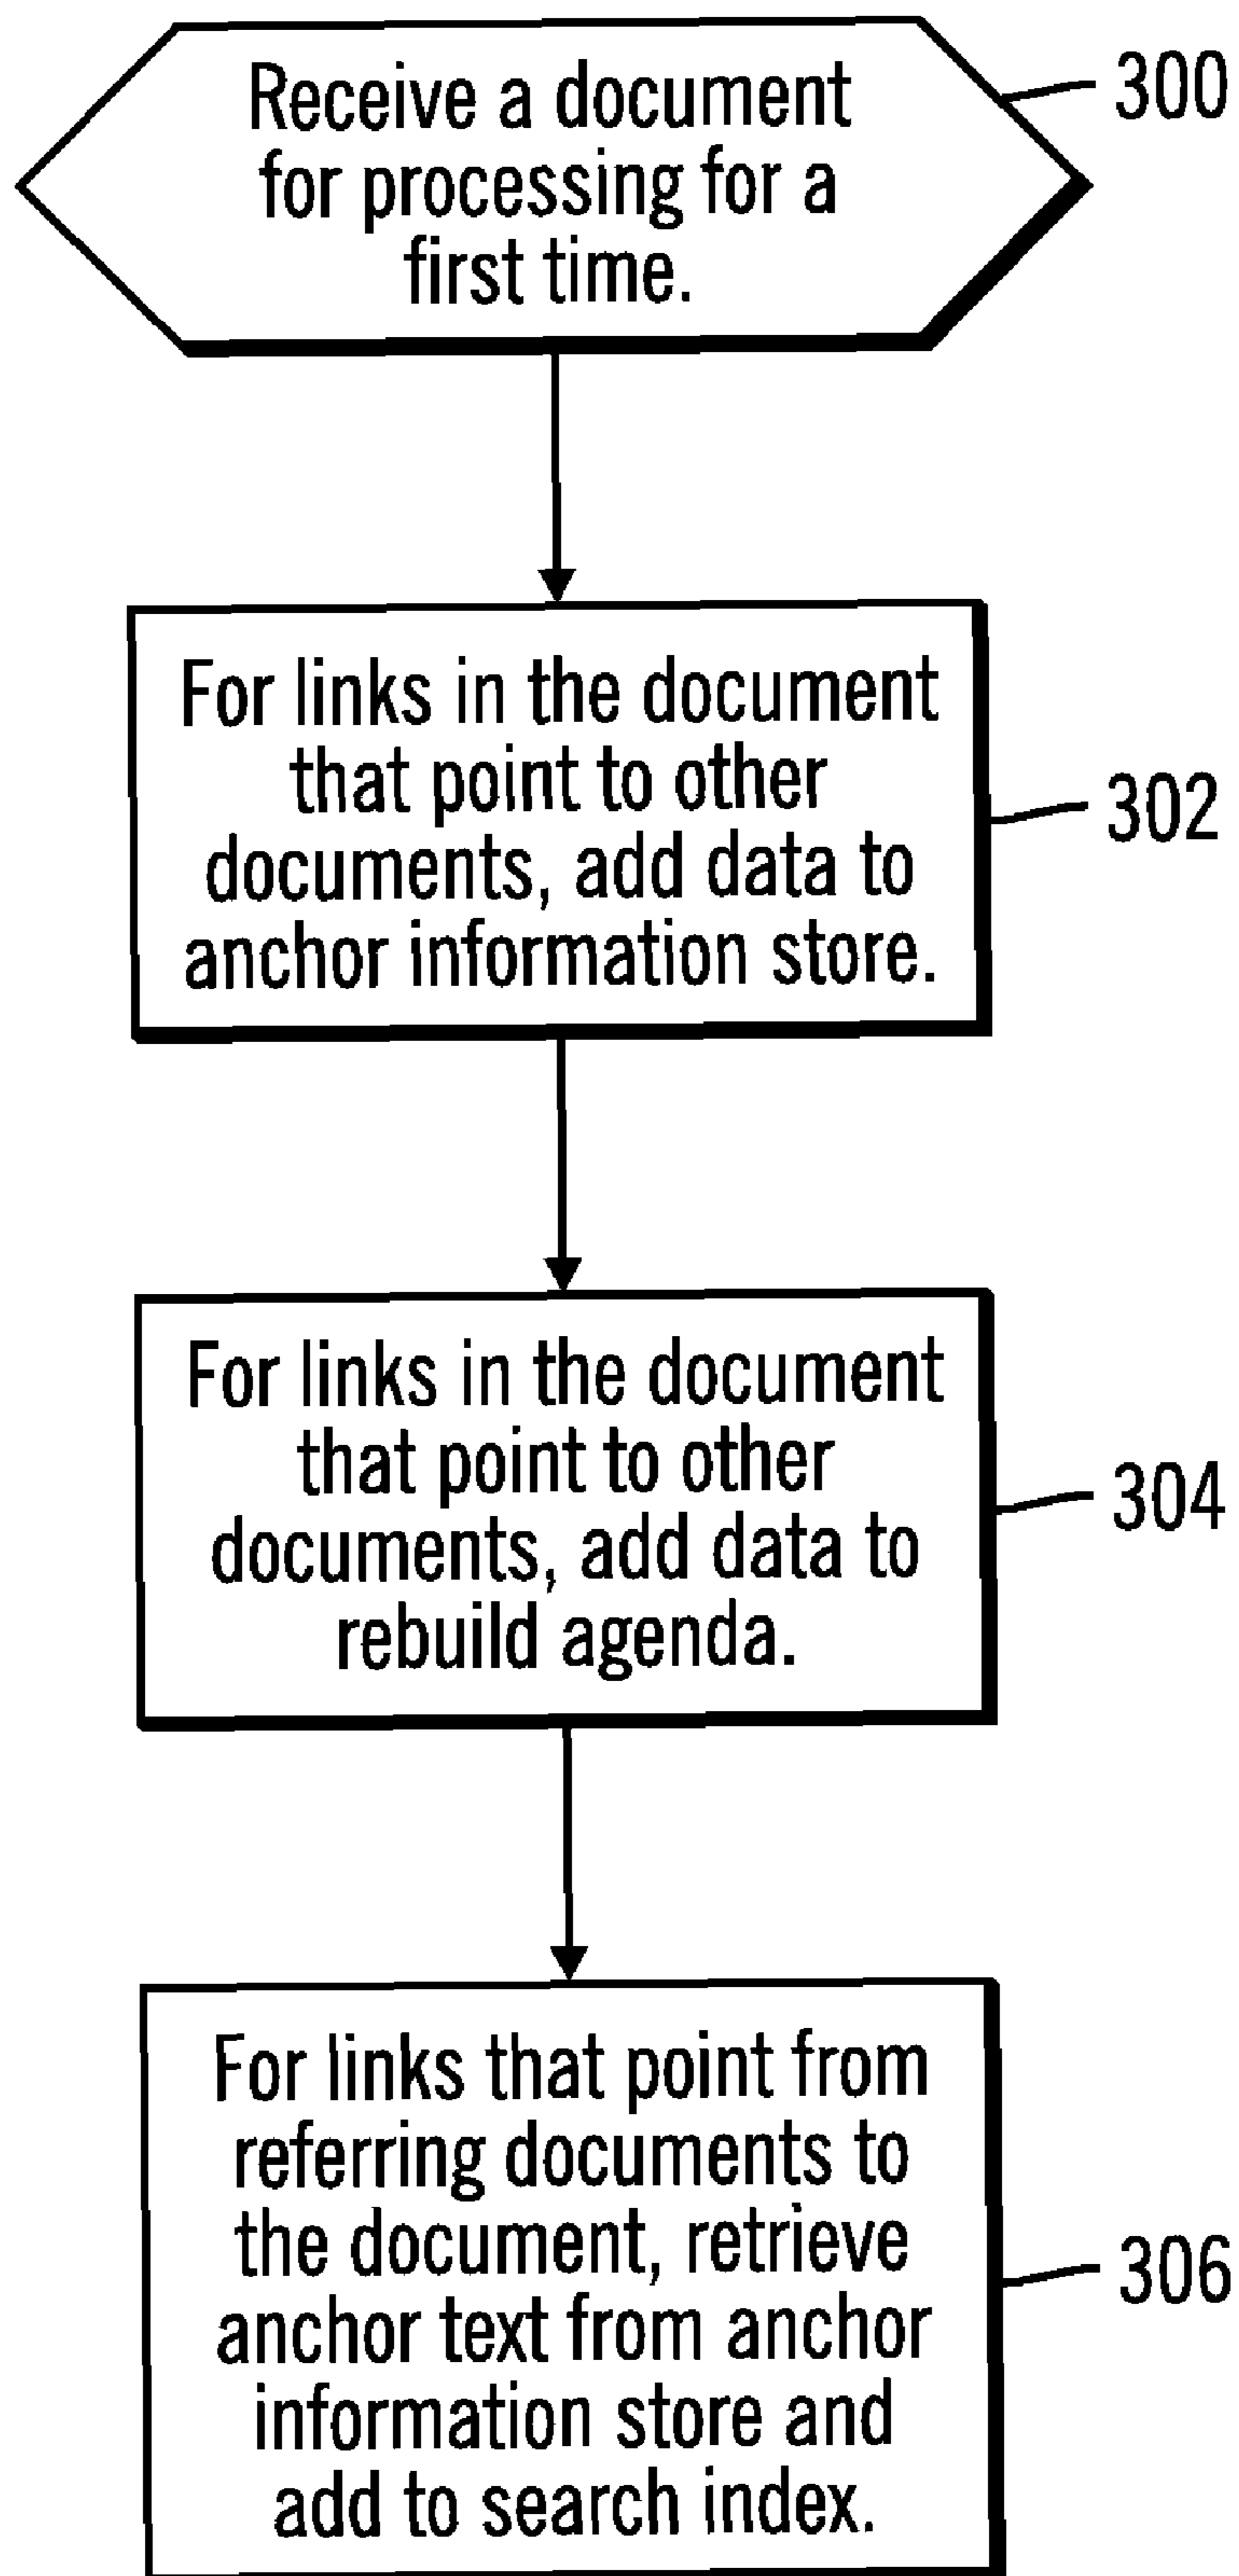 Receive a document
for processing for a
first time.
300
For links in the document
that point to other
documents, add data to
anchor information store.
302
For links in the document
that point to other
documents, add data to
rebuild agenda.
304
For links that point from
referring documents to
the document, retrieve
anchor text from anchor
information store and
add to search index.
306